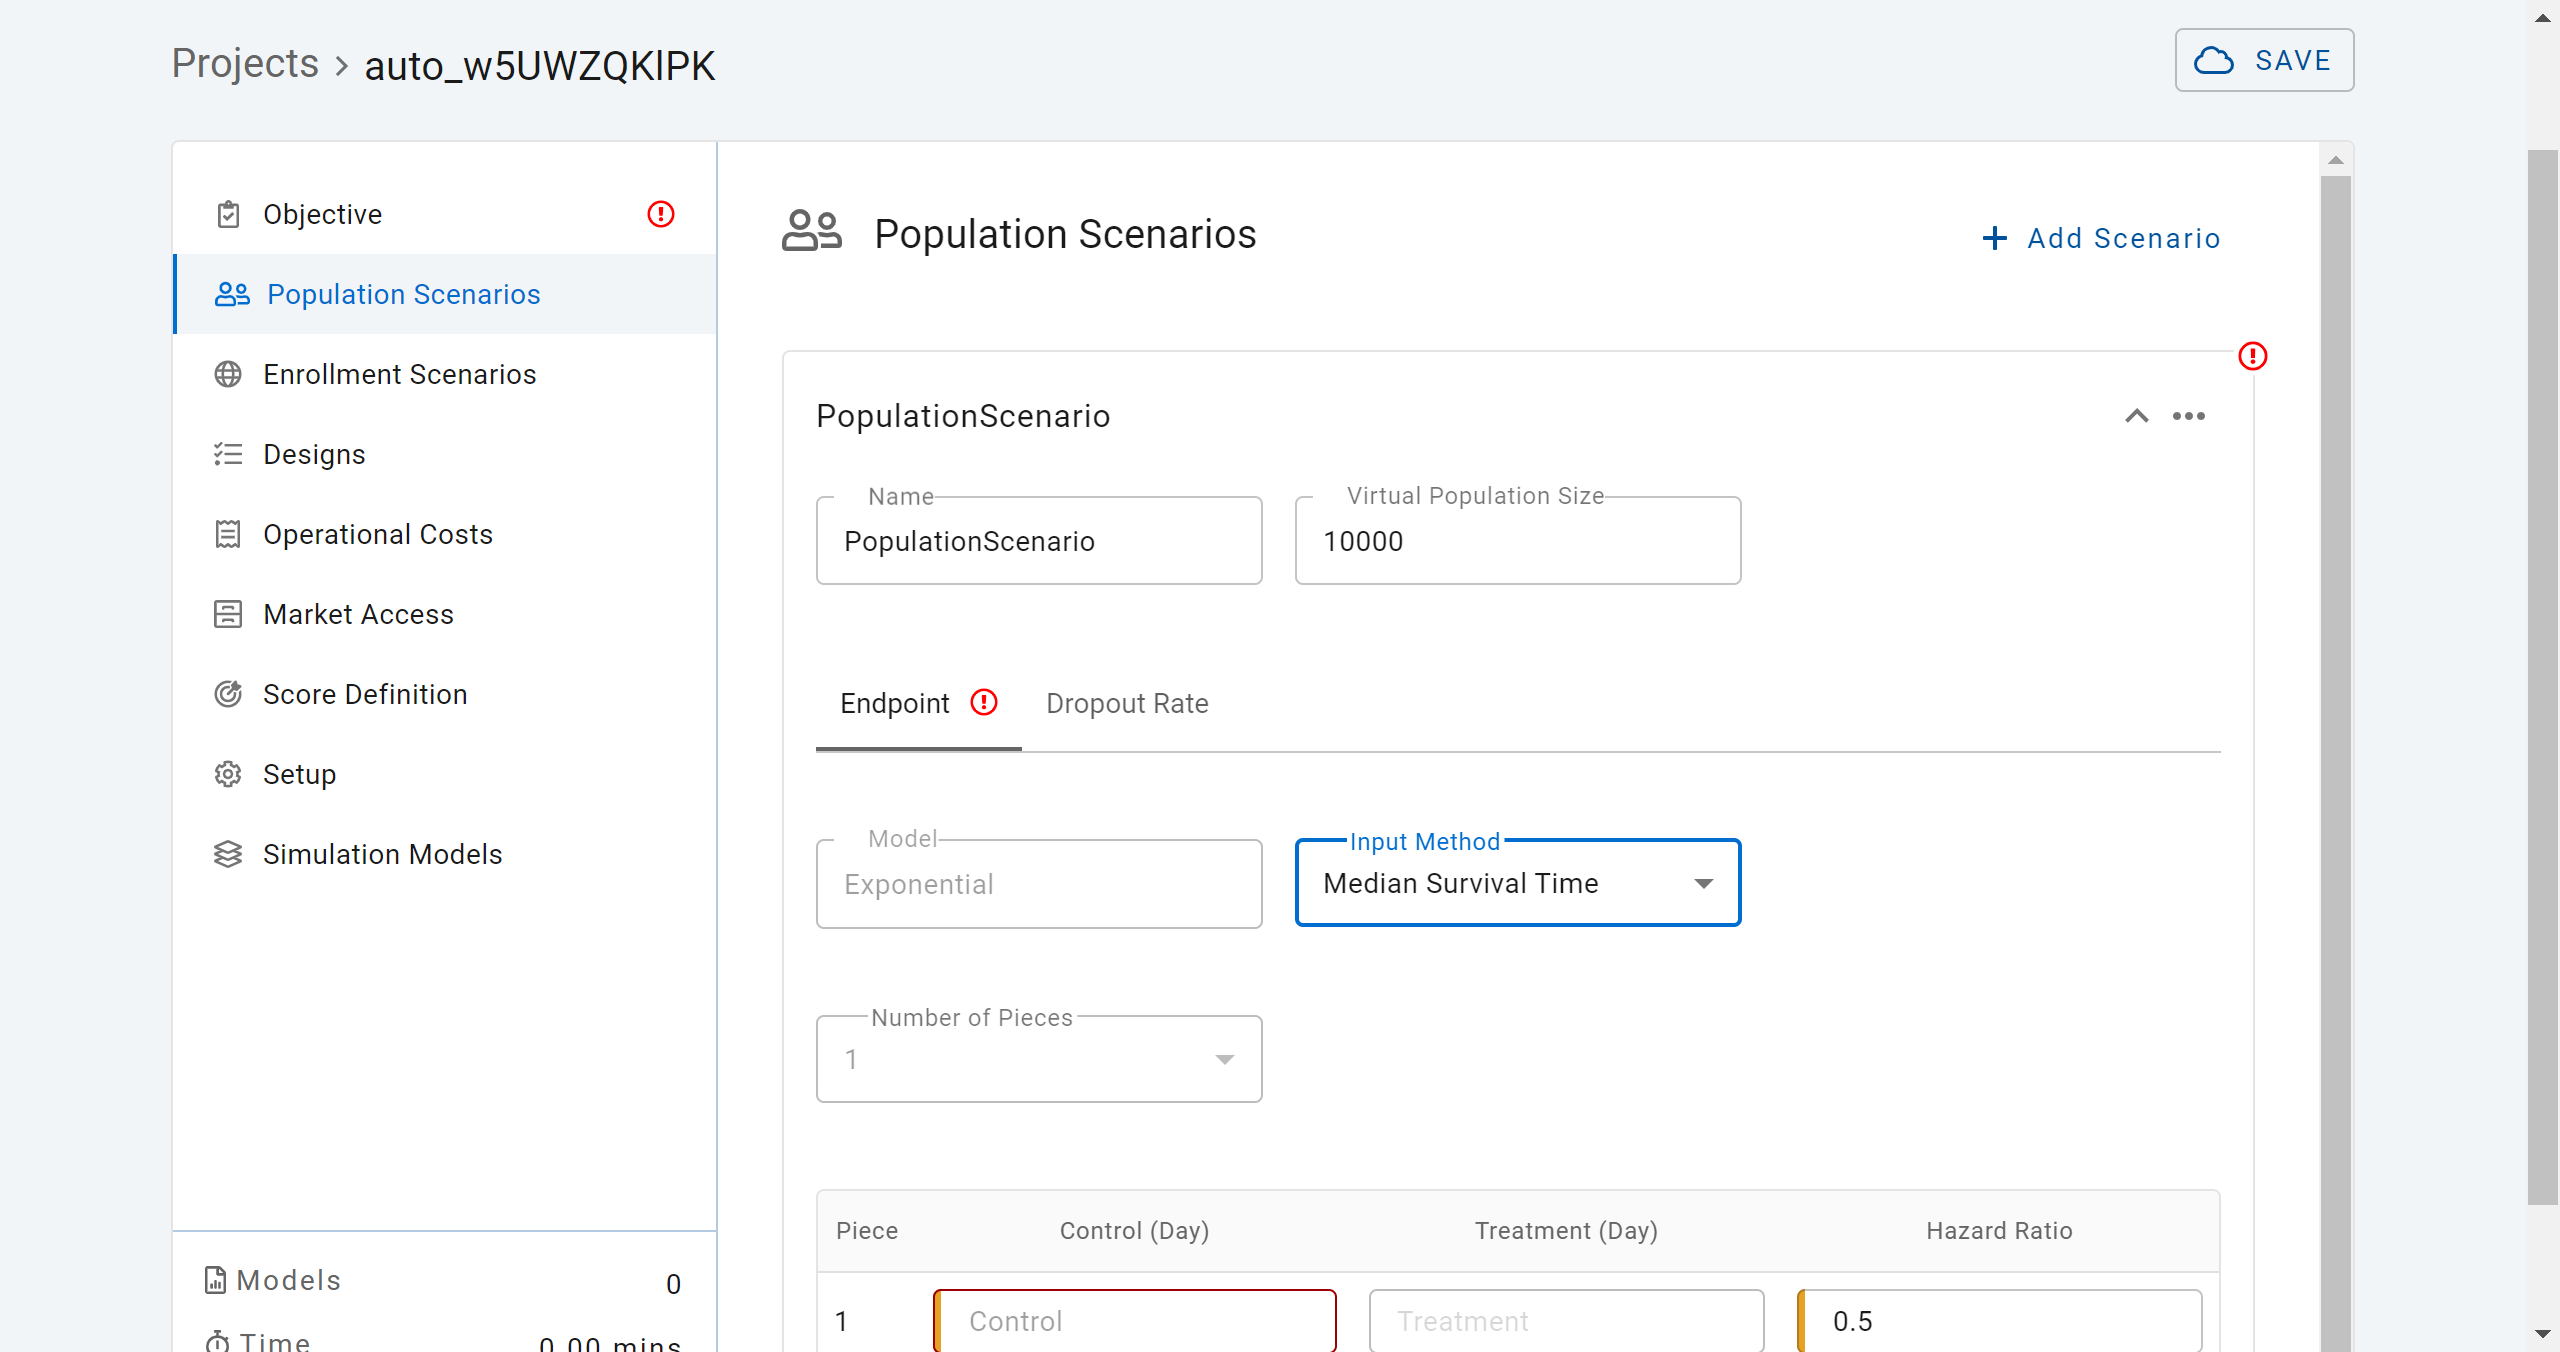 Projects > auto_w5UWZQKlPK
SAVE
Objective
Population Scenarios
Enrollment Scenarios
Designs
Operational Costs
Market Access
Score Definition
Setup
Simulation Models
Models 0
Time 0.00 mins
Population Scenarios
+ Add Scenario
PopulationScenario
Name
PopulationScenario
Virtual Population Size
10000
Endpoint
Dropout Rate
Model
Exponential
Input Method
Median Survival Time
Number of Pieces
1
Piece Control (Day) Treatment (Day) Hazard Ratio
1 Control Treatment 0.5